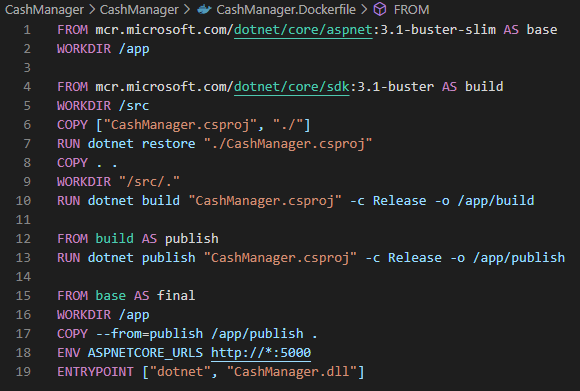 CashManager > CashManager > CashManager.Dockerfile > FROM
1 FROM mcr.microsoft.com/dotnet/core/aspnet:3.1-buster-slim AS base
2 WORKDIR /app
3
4 FROM mcr.microsoft.com/dotnet/core/sdk:3.1-buster AS build
5 WORKDIR /src
6 COPY ["CashManager.csproj", "./"]
7 RUN dotnet restore "./CashManager.csproj"
8 COPY . .
9 WORKDIR "/src/."
10 RUN dotnet build "CashManager.csproj" -c Release -o /app/build
11
12 FROM build AS publish
13 RUN dotnet publish "CashManager.csproj" -c Release -o /app/publish
14
15 FROM base AS final
16 WORKDIR /app
17 COPY --from=publish /app/publish .
18 ENV ASPNETCORE_URLS http://*:5000
19 ENTRYPOINT ["dotnet", "CashManager.dll"]